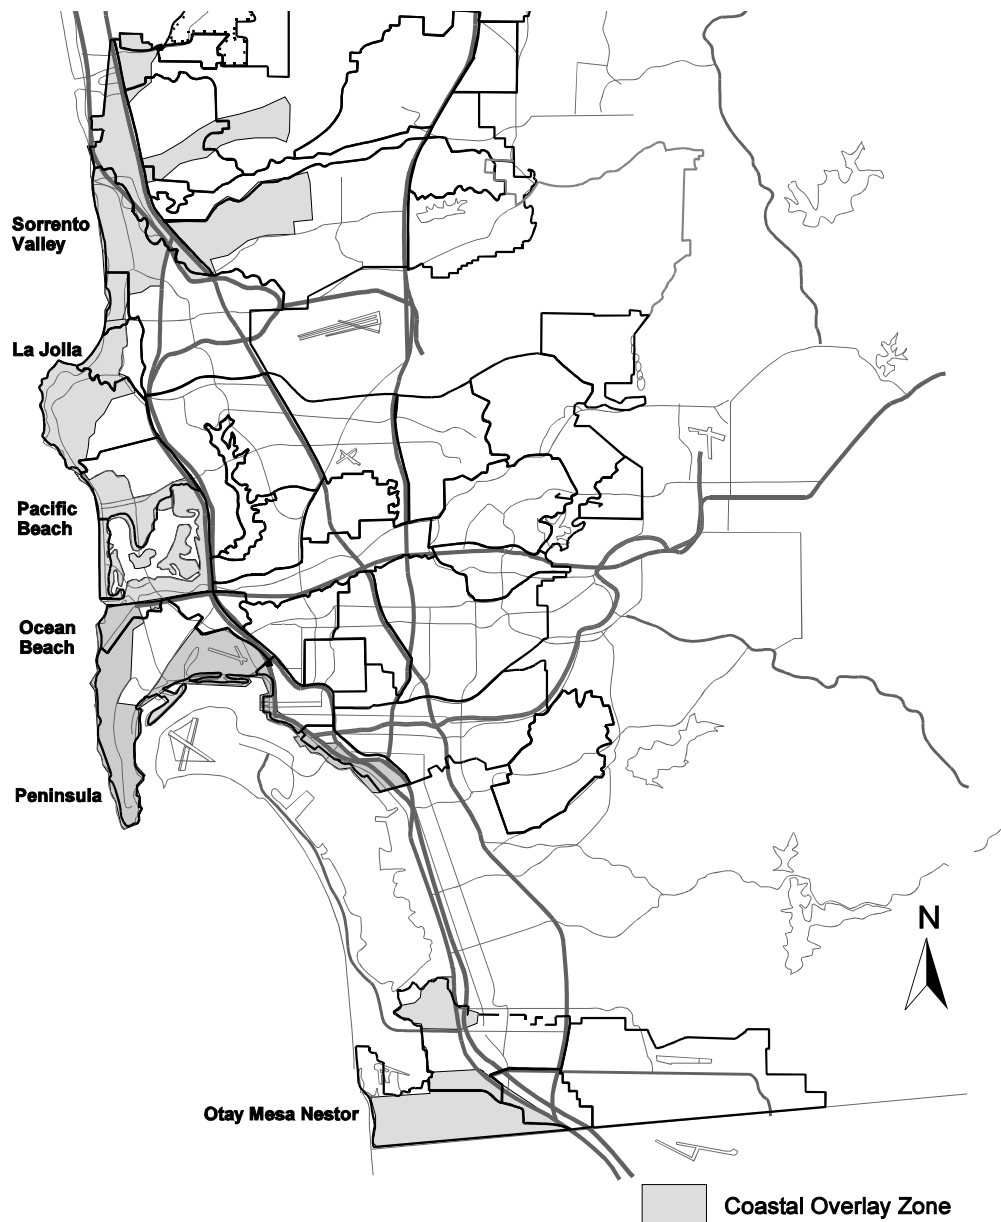 Sorrento
Valley
La Jolla
Pacific
Beach
Ocean
Beach
Peninsula
N
Otay Mesa Nestor
Coastal Overlay Zone